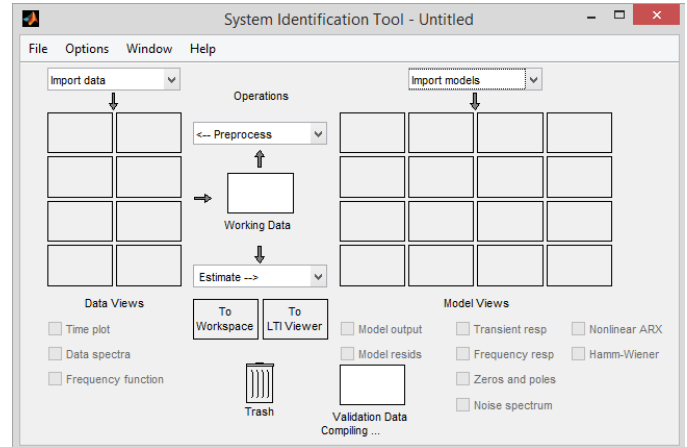 System Identification Tool - Untitled
File Options Window Help
Import data
Import models
Operations
<-- Preprocess
Working Data
Estimate -->
Data Views
To Workspace
To LTI Viewer
Model Views
Time plot
Data spectra
Frequency function
Model output
Model resids
Transient resp
Frequency resp
Zeros and poles
Noise spectrum
Nonlinear ARX
Hamm-Wiener
Trash
Validation Data
Compiling ...